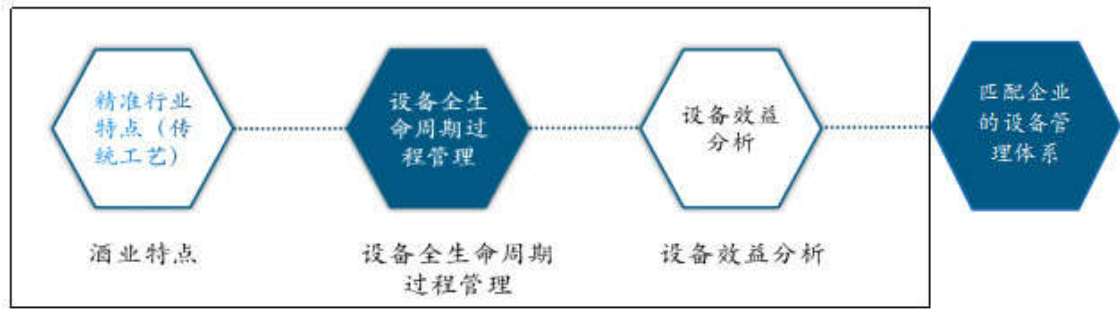 精准行业
特点（传
统工艺）
设备全生
命周期过
程管理
设备效益
分析
匹配企业
的设备管
理体系
酒业特点
设备全生命周期
过程管理
设备效益分析